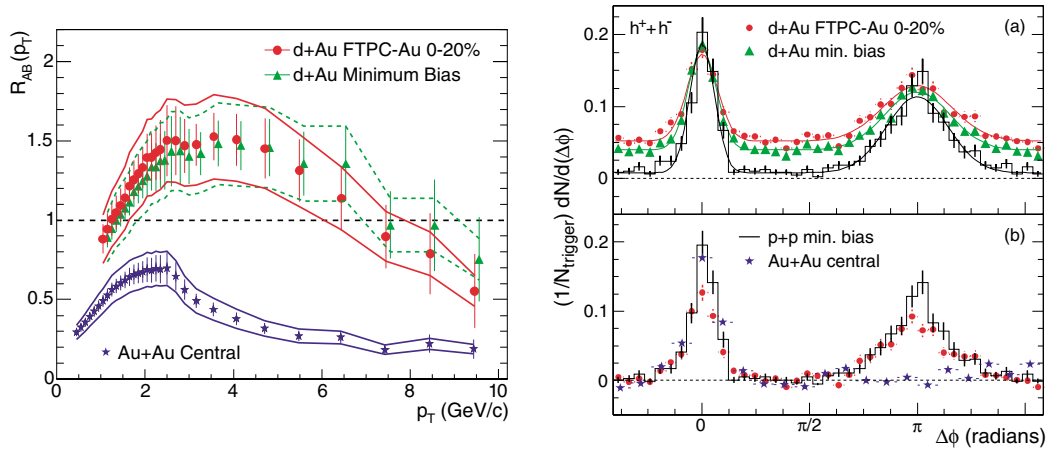 R_AB(p_T)
d+Au FTPC-Au 0-20%
d+Au Minimum Bias
2
1.5
1
0.5
0
Au+Au Central
0 2 4 6 8 10
p_T (GeV/c)
(1/N_trigger) dN/d(Δϕ)
h⁺+h⁻
(a)
d+Au FTPC-Au 0-20%
d+Au min. bias
0.2
0.1
0
(b)
p+p min. bias
Au+Au central
0.2
0.1
0
0 π/2 π
Δϕ (radians)